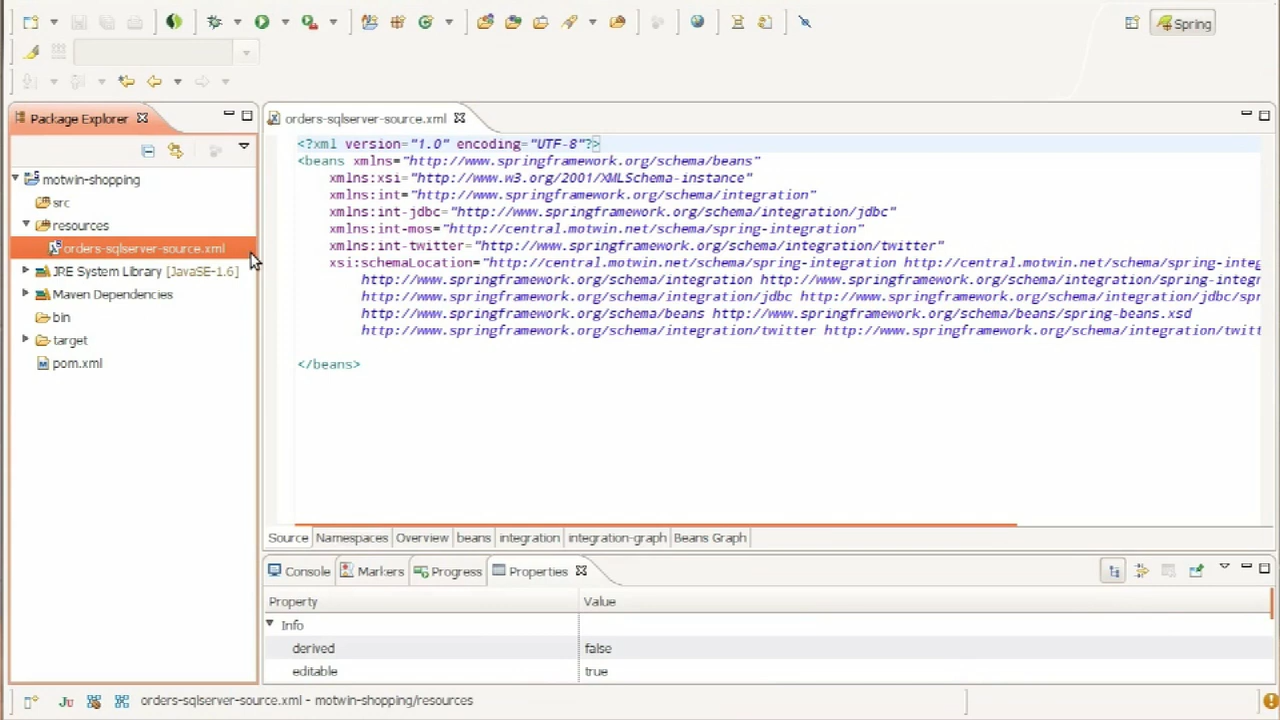 Spring
Package Explorer
motwin-shopping
src
resources
orders-sqlserver-source.xml
JRE System Library [JavaSE-1.6]
Maven Dependencies
bin
target
pom.xml
orders-sqlserver-source.xml
<?xml version="1.0" encoding="UTF-8"?>
<beans xmlns="http://www.springframework.org/schema/beans"
xmlns:xsi="http://www.w3.org/2001/XMLSchema-instance"
xmlns:int="http://www.springframework.org/schema/integration"
xmlns:int-jdbc="http://www.springframework.org/schema/integration/jdbc"
xmlns:int-mos="http://central.motwin.net/schema/spring-integration"
xmlns:int-twitter="http://www.springframework.org/schema/integration/twitter"
xsi:schemaLocation="http://central.motwin.net/schema/spring-integration http://central.motwin.net/schema/spring-integ
http://www.springframework.org/schema/integration http://www.springframework.org/schema/integration/spring-integ
http://www.springframework.org/schema/integration/jdbc http://www.springframework.org/schema/integration/jdbc/spr
http://www.springframework.org/schema/beans http://www.springframework.org/schema/beans/spring-beans.xsd
http://www.springframework.org/schema/integration/twitter http://www.springframework.org/schema/integration/twitt
</beans>
Source Namespaces Overview beans integration integration-graph Beans Graph
Console Markers Progress Properties
Property Value
Info
derived false
editable true
Ju orders-sqlserver-source.xml - motwin-shopping/resources